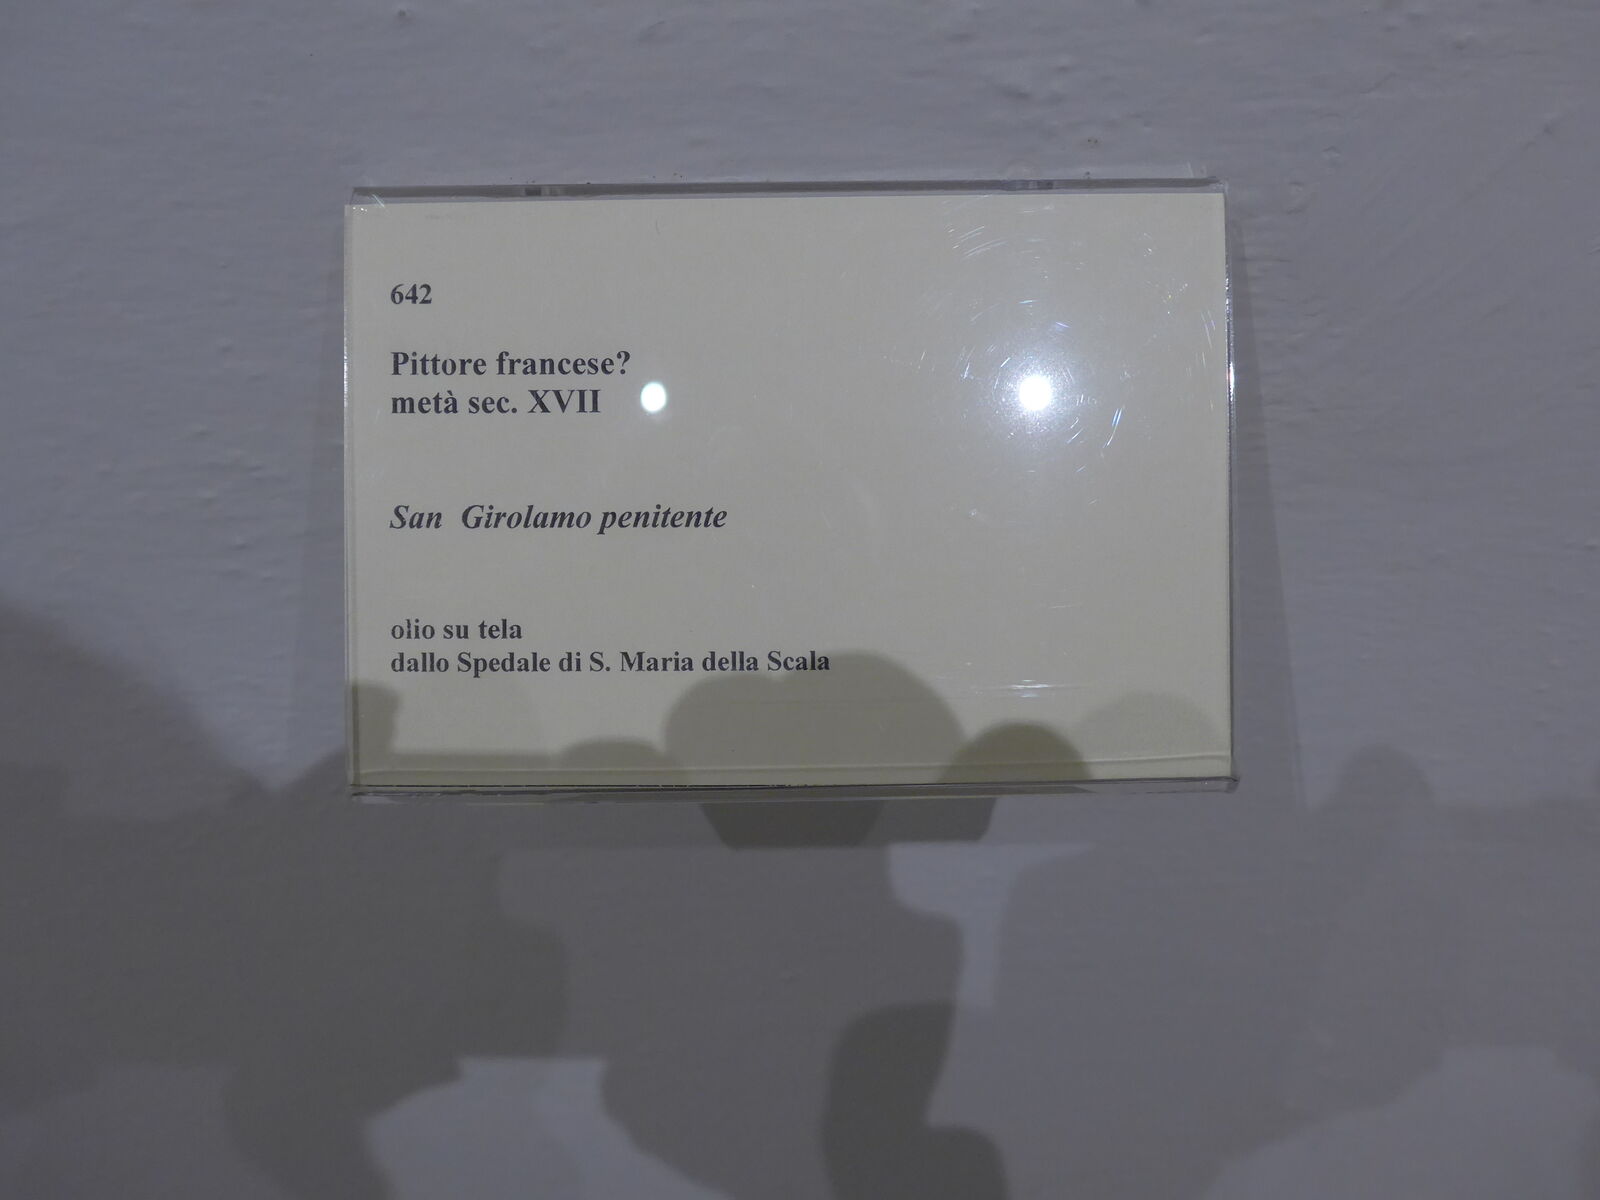 642
Pittore francese?
metà sec. XVII
San Girolamo penitente
olio su tela
dallo Spedale di S. Maria della Scala